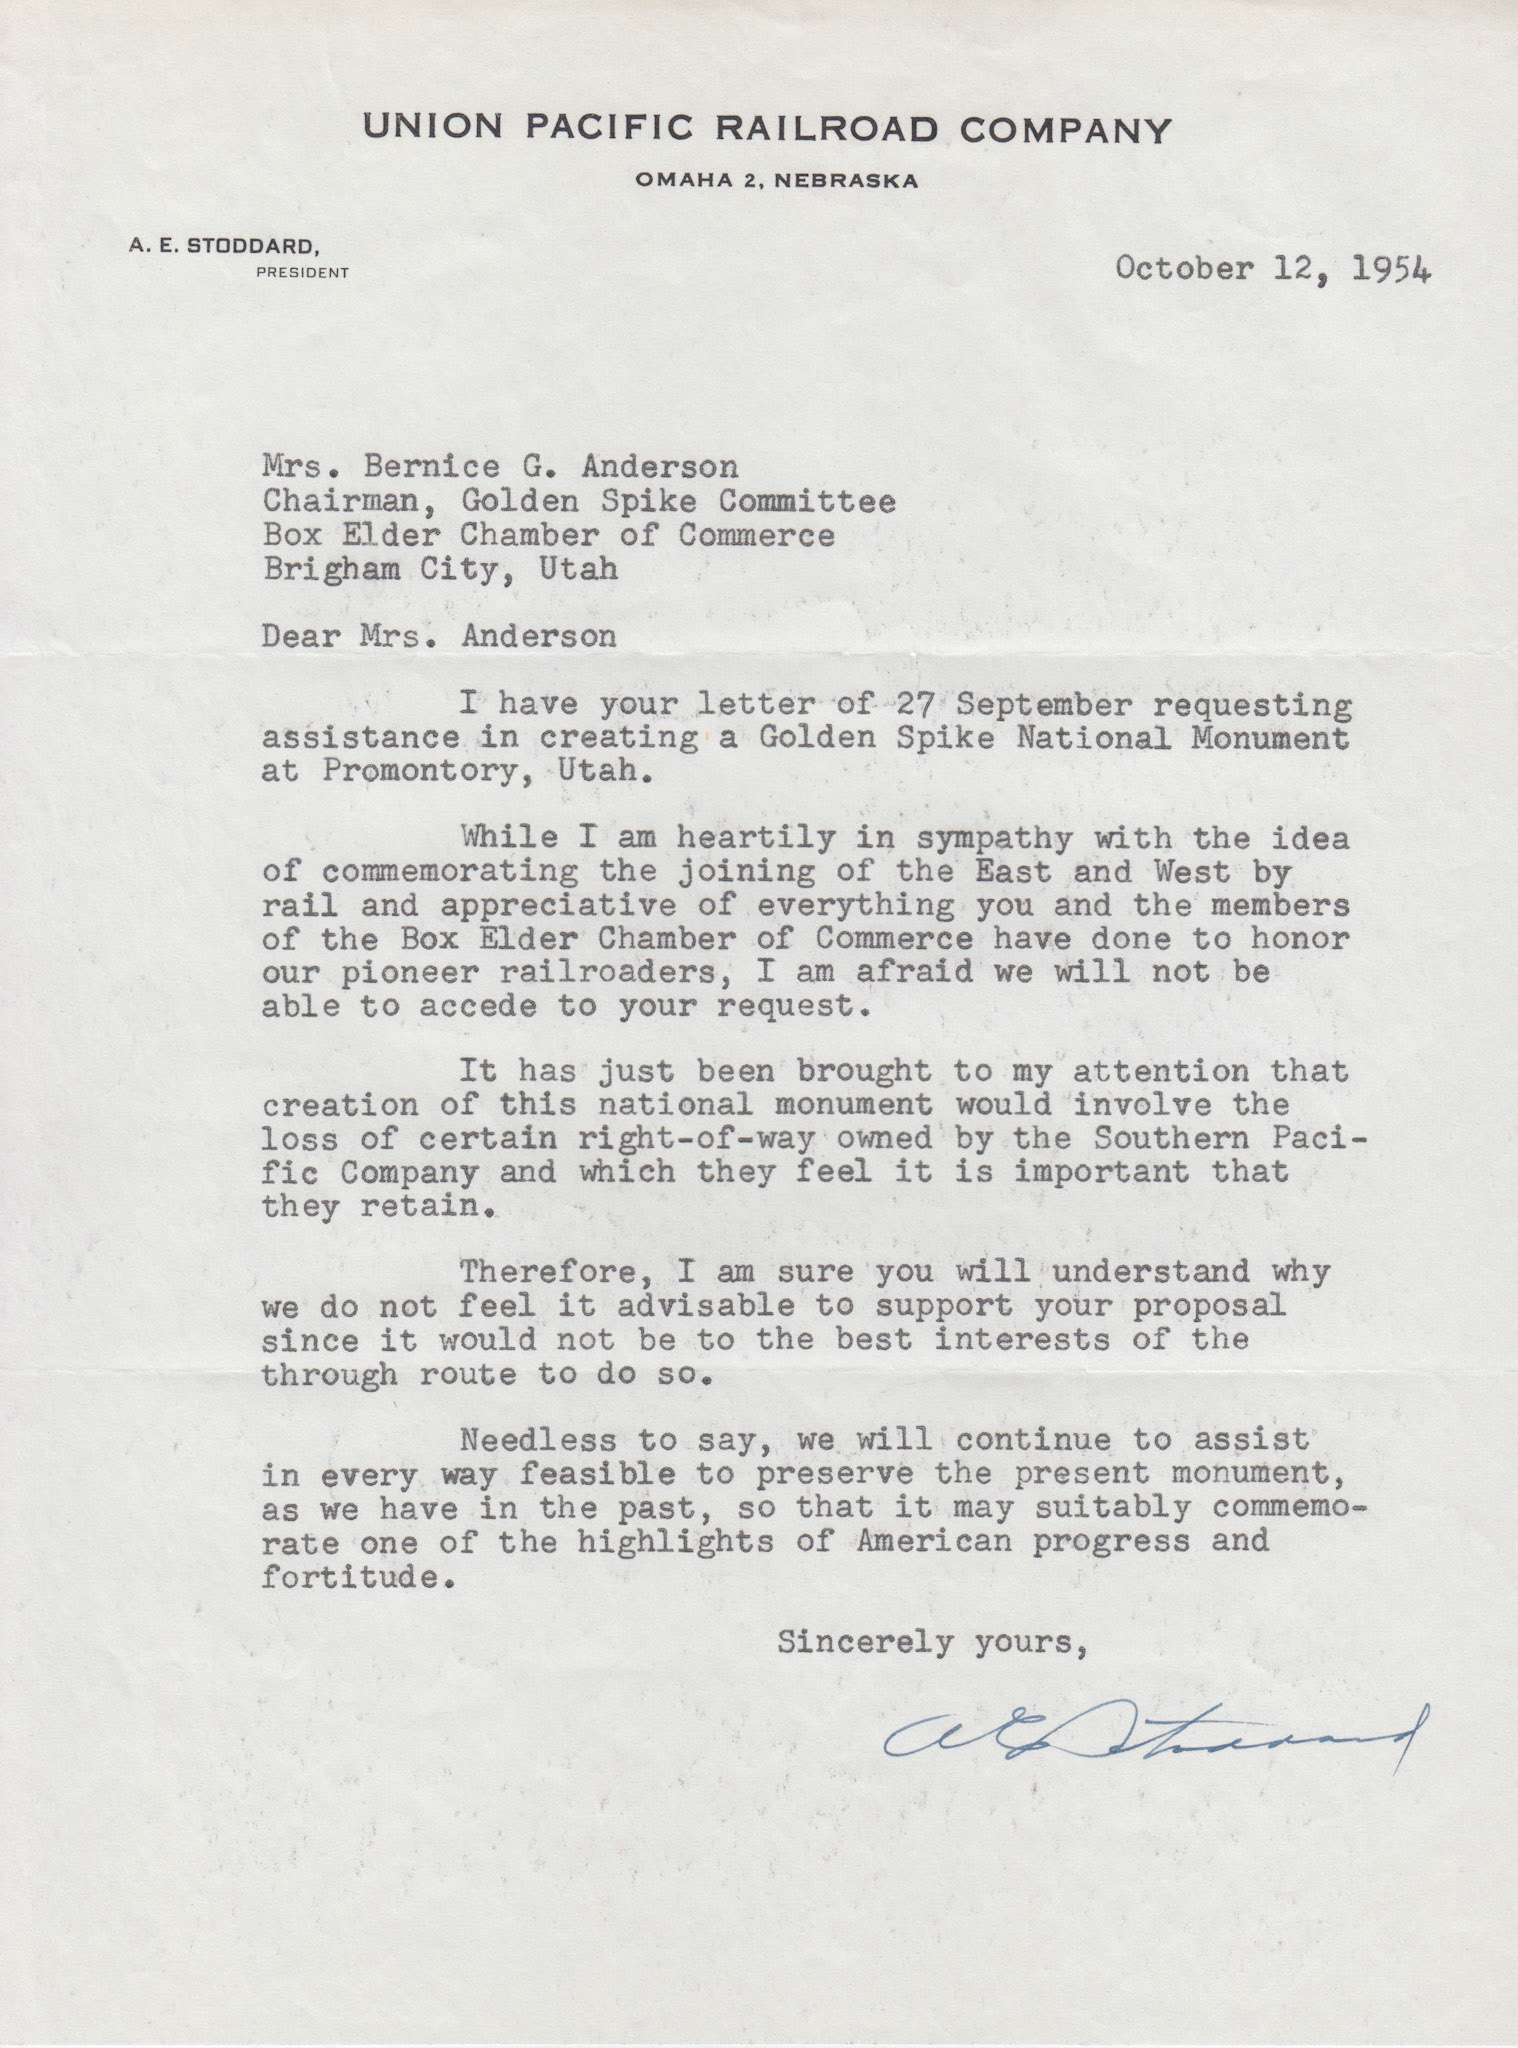 UNION PACIFIC RAILROAD COMPANY
OMAHA 2, NEBRASKA
A. E. STODDARD,
PRESIDENT
October 12, 1954
Mrs. Bernice G. Anderson
Chairman, Golden Spike Committee
Box Elder Chamber of Commerce
Brigham City, Utah
Dear Mrs. Anderson
I have your letter of 27 September requesting
assistance in creating a Golden Spike National Monument
at Promontory, Utah.
While I am heartily in sympathy with the idea
of commemorating the joining of the East and West by
rail and appreciative of everything you and the members
of the Box Elder Chamber of Commerce have done to honor
our pioneer railroaders, I am afraid we will not be
able to accede to your request.
It has just been brought to my attention that
creation of this national monument would involve the
loss of certain right-of-way owned by the Southern Paci-
fic Company and which they feel it is important that
they retain.
Therefore, I am sure you will understand why
we do not feel it advisable to support your proposal
since it would not be to the best interests of the
through route to do so.
Needless to say, we will continue to assist
in every way feasible to preserve the present monument,
as we have in the past, so that it may suitably commemo-
rate one of the highlights of American progress and
fortitude.
Sincerely yours,
A E Stoddard